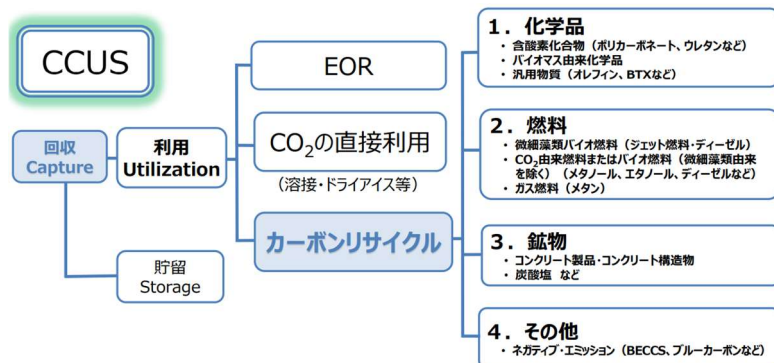 CCUS
回収
Capture
利用
Utilization
貯留
Storage
EOR
CO₂の直接利用
（溶接・ドライアイス等）
カーボンリサイクル
1．化学品
・ 含酸素化合物（ポリカーボネート、ウレタンなど）
・ バイオマス由来化学品
・ 汎用物質（オレフィン、BTXなど）
2．燃料
・ 微細藻類バイオ燃料（ジェット燃料・ディーゼル）
・ CO₂由来燃料またはバイオ燃料（微細藻類由来
を除く）（メタノール、エタノール、ディーゼルなど）
・ ガス燃料（メタン）
3．鉱物
・ コンクリート製品・コンクリート構造物
・ 炭酸塩 など
4．その他
・ ネガティブ・エミッション（BECCS、ブルーカーボンなど）